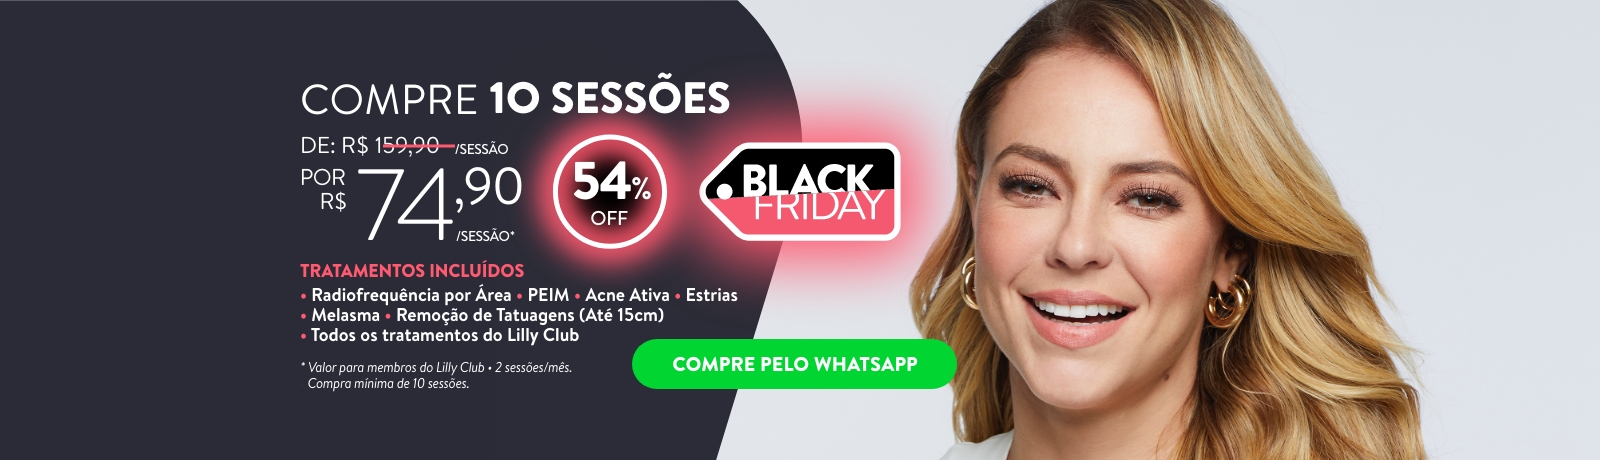 COMPRE 10 SESSÕES
DE: R$ 159,90 /SESSÃO
POR R$ 74,90 /SESSÃO*
54% OFF
BLACK
FRIDAY
TRATAMENTOS INCLUÍDOS
• Radiofrequência por Área • PEIM • Acne Ativa • Estrias
• Melasma • Remoção de Tatuagens (Até 15cm)
• Todos os tratamentos do Lilly Club
* Valor para membros do Lilly Club • 2 sessões/mês.
Compra mínima de 10 sessões.
COMPRE PELO WHATSAPP